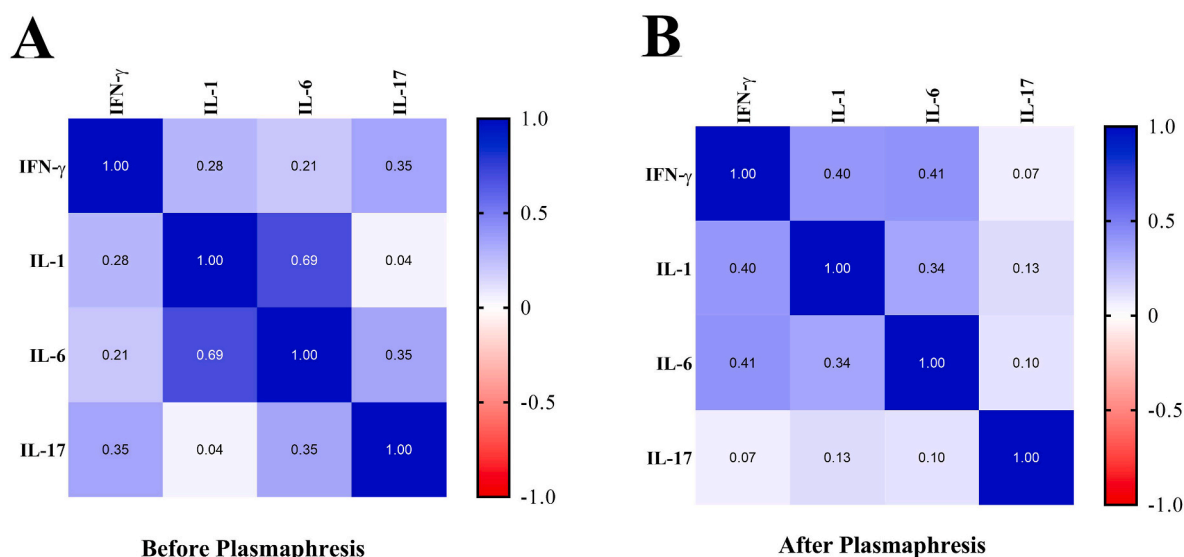 A
IFN-γ IL-1 IL-6 IL-17
IFN-γ 1.00 0.28 0.21 0.35
IL-1 0.28 1.00 0.69 0.04
IL-6 0.21 0.69 1.00 0.35
IL-17 0.35 0.04 0.35 1.00
1.0
0.5
0
-0.5
-1.0
Before Plasmaphresis
B
IFN-γ IL-1 IL-6 IL-17
IFN-γ 1.00 0.40 0.41 0.07
IL-1 0.40 1.00 0.34 0.13
IL-6 0.41 0.34 1.00 0.10
IL-17 0.07 0.13 0.10 1.00
1.0
0.5
0
-0.5
-1.0
After Plasmaphresis